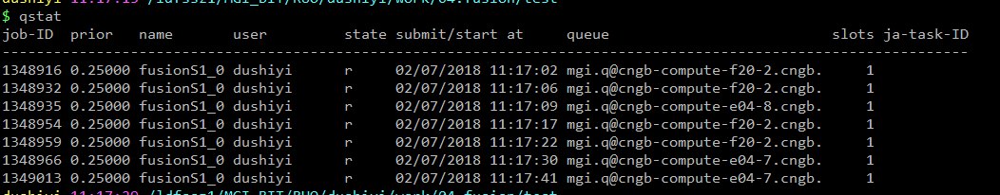 dushiyi 11:17:19 /ldfssz1/MGI_BIT/RUO/dushiyi/work/04.fusion/test
$ qstat
job-ID  prior   name       user         state submit/start at     queue                          slots ja-task-ID
-----------------------------------------------------------------------------------------------------------------
1348916 0.25000 fusionS1_0 dushiyi      r     02/07/2018 11:17:02 mgi.q@cngb-compute-f20-2.cngb.     1
1348932 0.25000 fusionS1_0 dushiyi      r     02/07/2018 11:17:06 mgi.q@cngb-compute-f20-2.cngb.     1
1348935 0.25000 fusionS1_0 dushiyi      r     02/07/2018 11:17:09 mgi.q@cngb-compute-e04-8.cngb.     1
1348954 0.25000 fusionS1_0 dushiyi      r     02/07/2018 11:17:17 mgi.q@cngb-compute-f20-2.cngb.     1
1348959 0.25000 fusionS1_0 dushiyi      r     02/07/2018 11:17:22 mgi.q@cngb-compute-f20-2.cngb.     1
1348966 0.25000 fusionS1_0 dushiyi      r     02/07/2018 11:17:30 mgi.q@cngb-compute-e04-7.cngb.     1
1349013 0.25000 fusionS1_0 dushiyi      r     02/07/2018 11:17:41 mgi.q@cngb-compute-e04-7.cngb.     1
dushiyi /ldfssz1/MGI_BIT/RUO/dushiyi/work/04.fusion/test